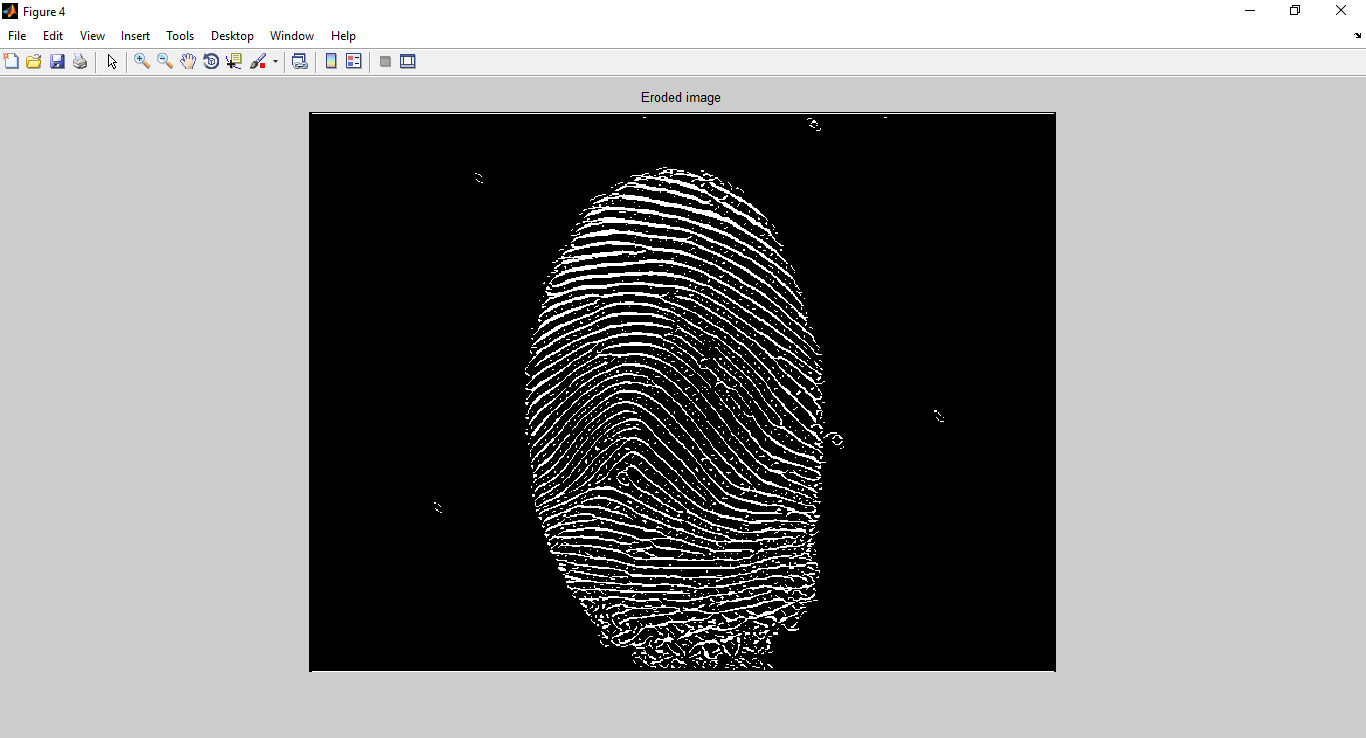 Figure 4
File Edit View Insert Tools Desktop Window Help
Eroded image